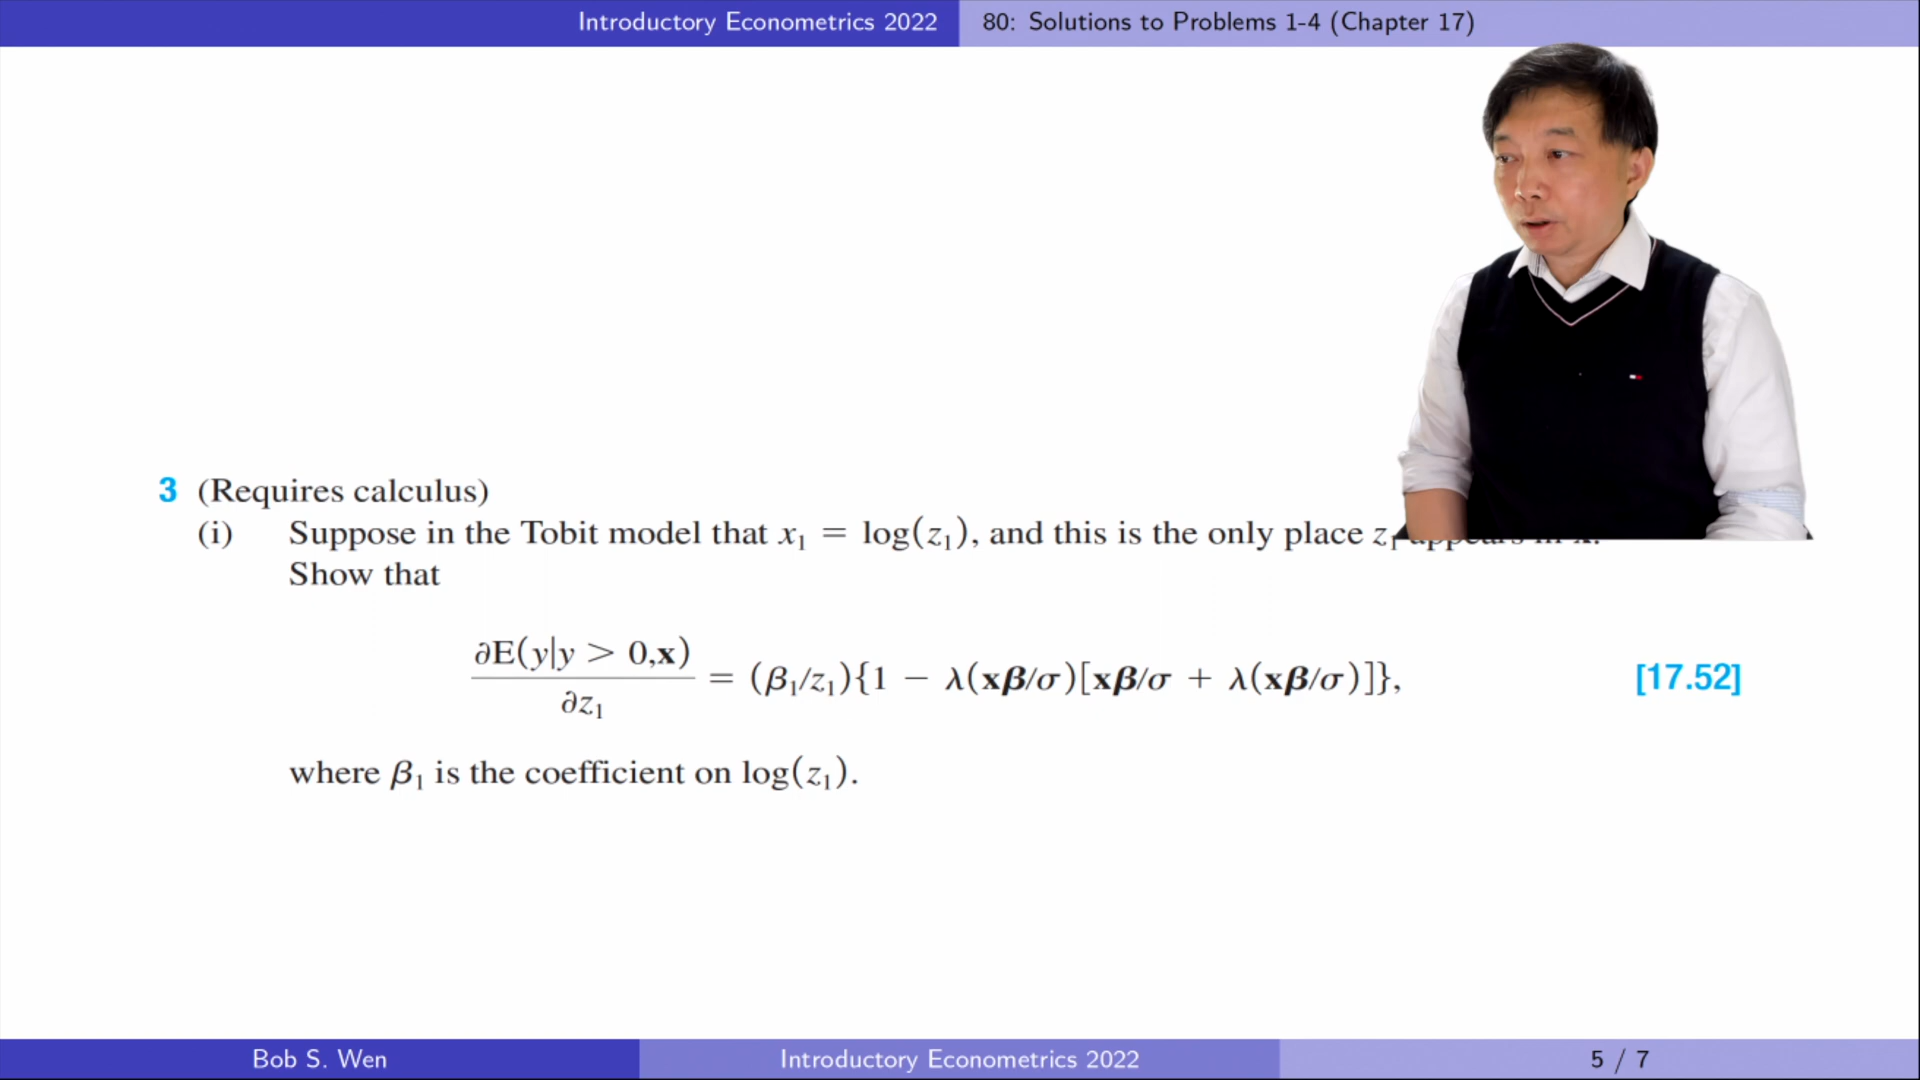 Introductory Econometrics 2022
80: Solutions to Problems 1-4 (Chapter 17)
3 (Requires calculus)
(i) Suppose in the Tobit model that x₁ = log(z₁), and this is the only place z₁
Show that
∂E(y|y > 0,x)
∂z₁
= (β₁/z₁){1 − λ(xβ/σ)[xβ/σ + λ(xβ/σ)]},
[17.52]
where β₁ is the coefficient on log(z₁).
Bob S. Wen
Introductory Econometrics 2022
5 / 7